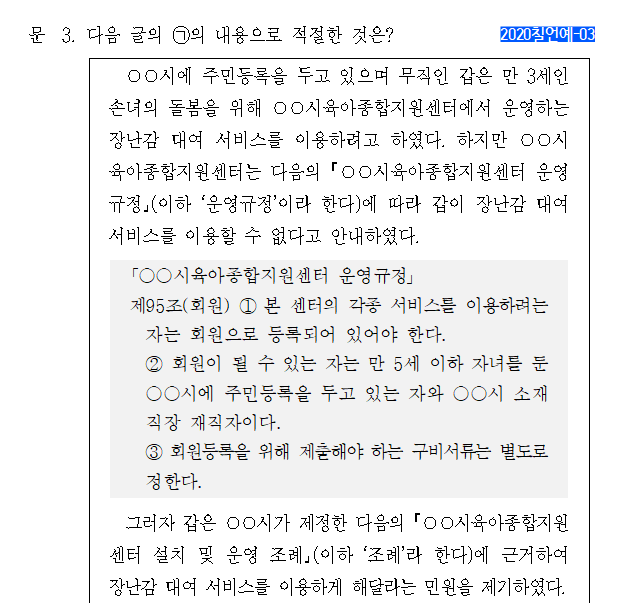 문 3. 다음 글의 ㉠의 내용으로 적절한 것은? 2020침언예-03
○○시에 주민등록을 두고 있으며 무직인 갑은 만 3세인
손녀의 돌봄을 위해 ○○시육아종합지원센터에서 운영하는
장난감 대여 서비스를 이용하려고 하였다. 하지만 ○○시
육아종합지원센터는 다음의 『○○시육아종합지원센터 운영
규정』(이하 ‘운영규정’이라 한다)에 따라 갑이 장난감 대여
서비스를 이용할 수 없다고 안내하였다.
「○○시육아종합지원센터 운영규정」
제95조(회원) ① 본 센터의 각종 서비스를 이용하려는
자는 회원으로 등록되어 있어야 한다.
② 회원이 될 수 있는 자는 만 5세 이하 자녀를 둔
○○시에 주민등록을 두고 있는 자와 ○○시 소재
직장 재직자이다.
③ 회원등록을 위해 제출해야 하는 구비서류는 별도로
정한다.
그러자 갑은 ○○시가 제정한 다음의 『○○시육아종합지원
센터 설치 및 운영 조례』(이하 ‘조례’라 한다)에 근거하여
장난감 대여 서비스를 이용하게 해달라는 민원을 제기하였다.